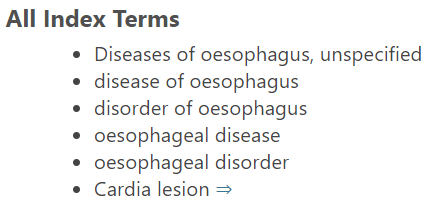 All Index Terms
• Diseases of oesophagus, unspecified
• disease of oesophagus
• disorder of oesophagus
• oesophageal disease
• oesophageal disorder
• Cardia lesion ⇒